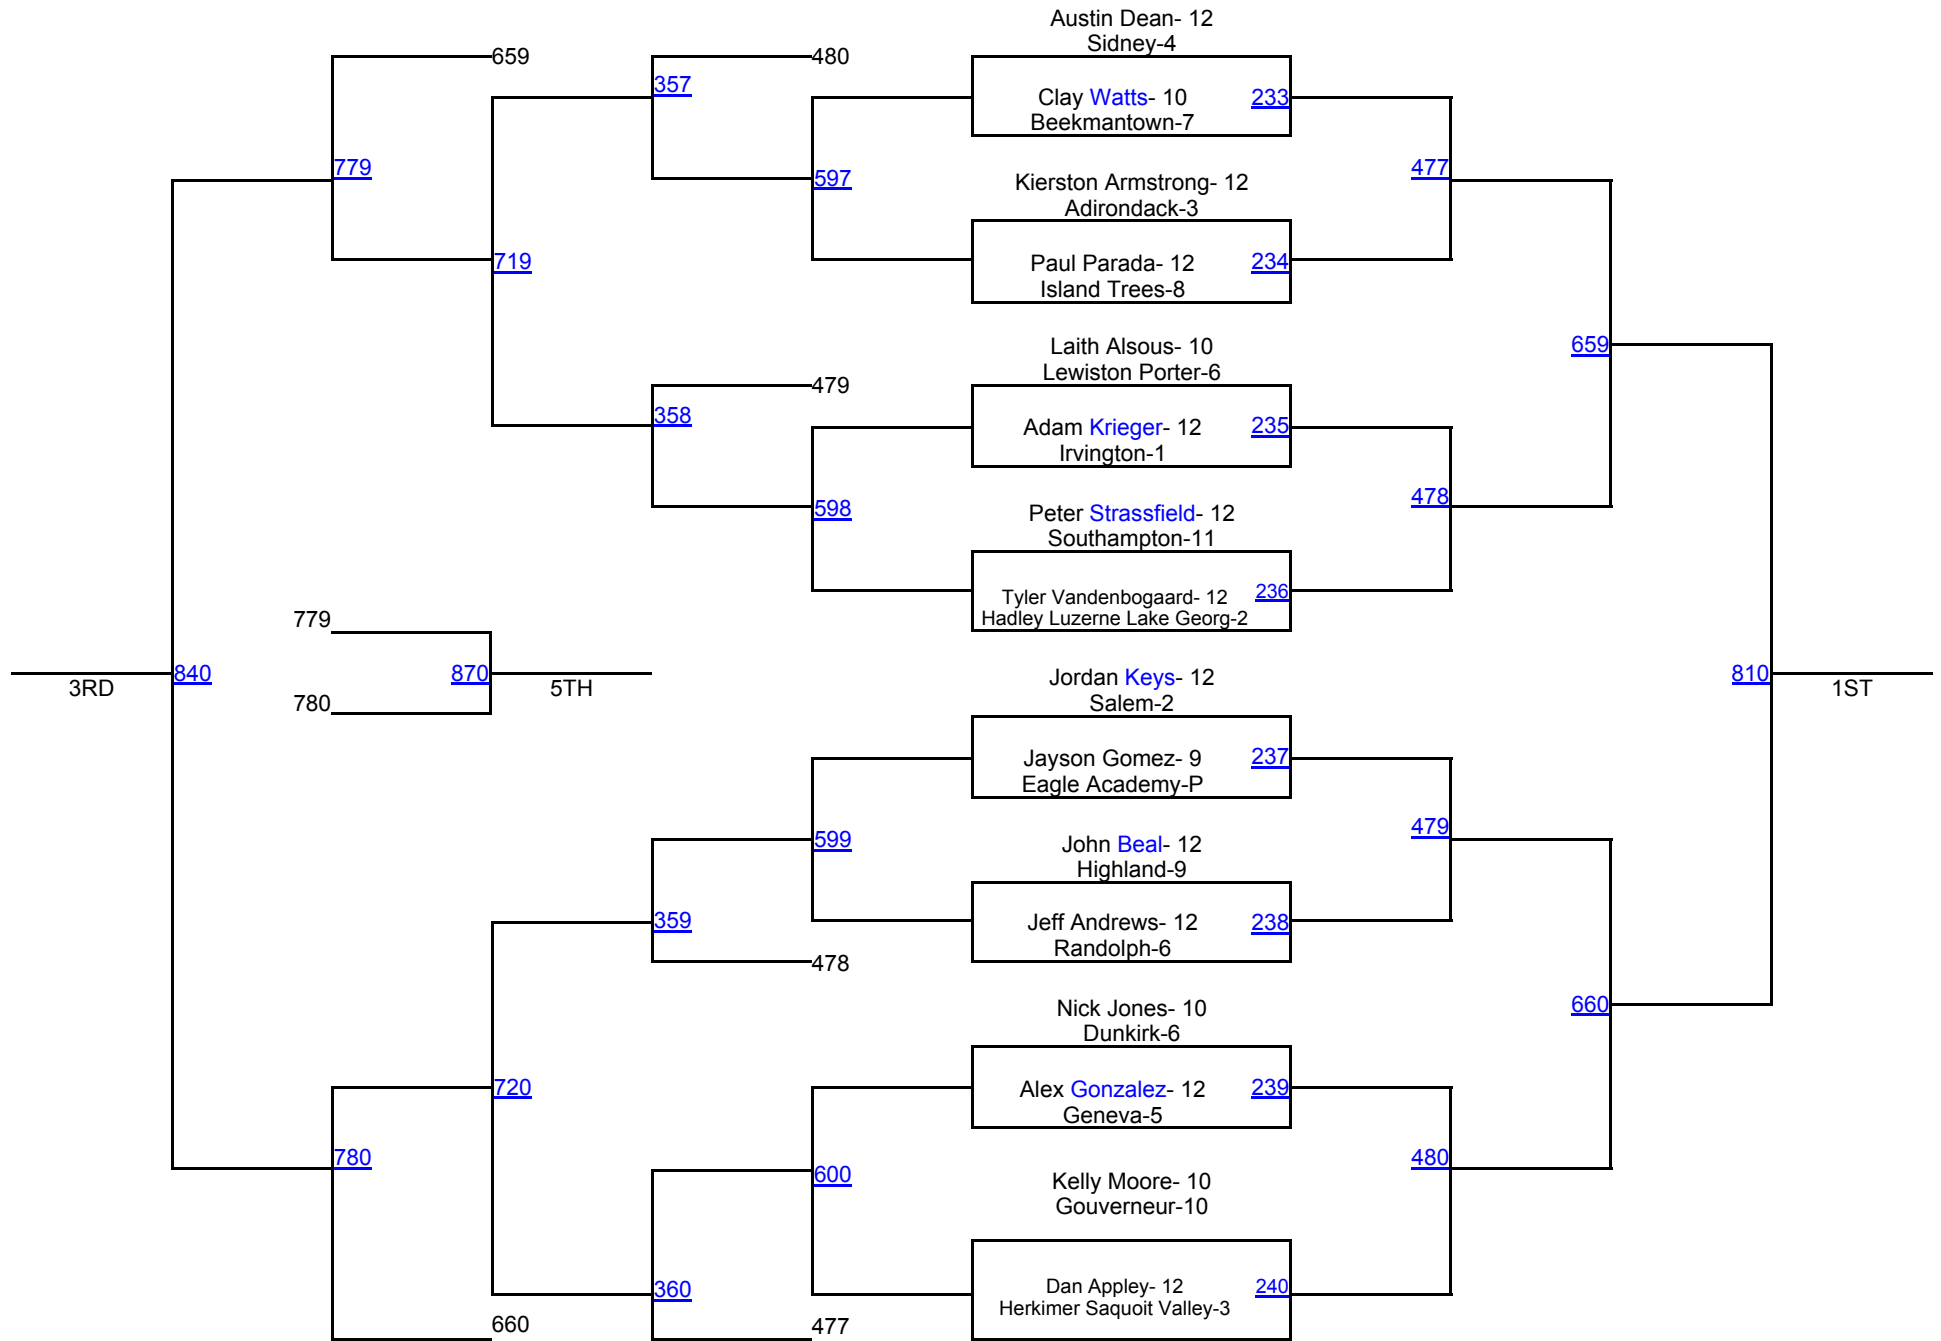 Austin Dean- 12
Sidney-4
659
480
357
Clay Watts- 10
233
Beekmantown-7
779
597
477
Kierston Armstrong- 12
Adirondack-3
719
Paul Parada- 12
234
Island Trees-8
Laith Alsous- 10
659
Lewiston Porter-6
479
358
Adam Krieger- 12
235
Irvington-1
598
478
Peter Strassfield- 12
Southampton-11
Tyler Vandenbogaard- 12
236
Hadley Luzerne Lake Georg-2
779
840
870
Jordan Keys- 12
810
3RD
5TH
1ST
780
Salem-2
Jayson Gomez- 9
237
Eagle Academy-P
599
479
John Beal- 12
Highland-9
359
Jeff Andrews- 12
238
Randolph-6
478
Nick Jones- 10
660
Dunkirk-6
720
Alex Gonzalez- 12
239
Geneva-5
780
600
480
Kelly Moore- 10
Gouverneur-10
360
Dan Appley- 12
240
Herkimer Saquoit Valley-3
660
477